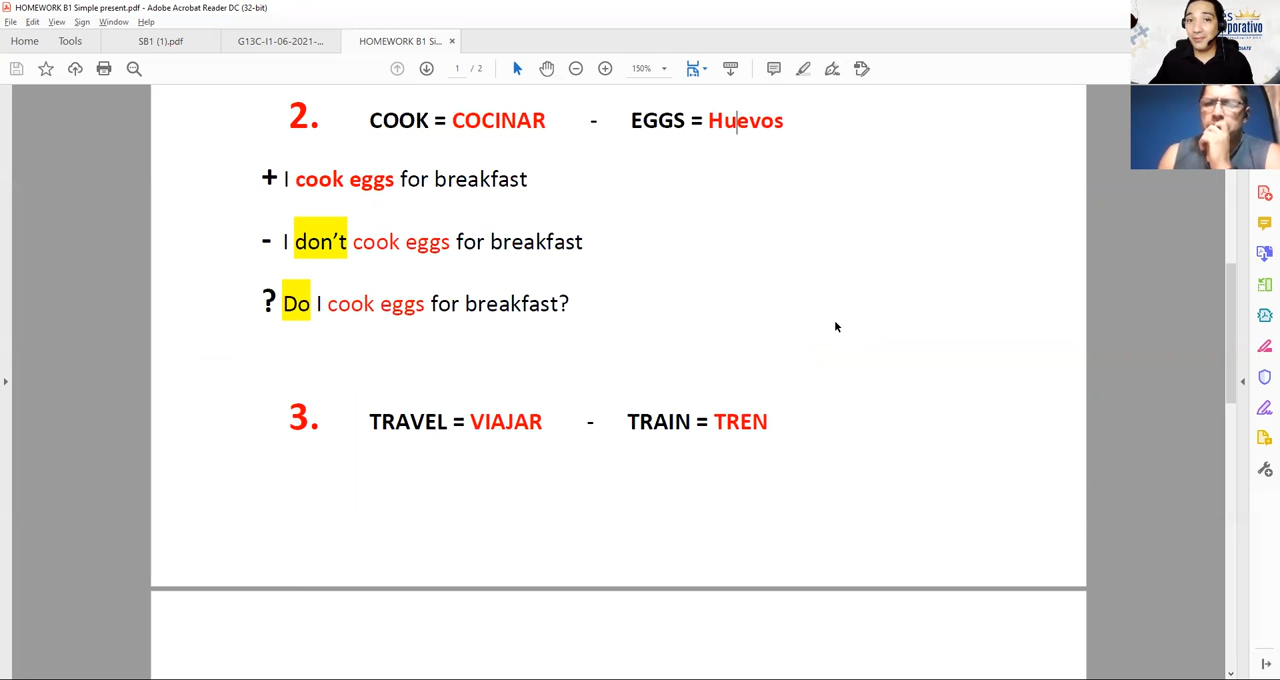 HOMEWORK B1 Simple present.pdf - Adobe Acrobat Reader DC (32-bit)
File Edit View Sign Window Help
Home Tools SB1 (1).pdf G13C-I1-06-2021-... HOMEWORK B1 Si... ×
1 / 2 150%
2. COOK = COCINAR - EGGS = Huevos
+ I cook eggs for breakfast
- I don't cook eggs for breakfast
? Do I cook eggs for breakfast?
3. TRAVEL = VIAJAR - TRAIN = TREN